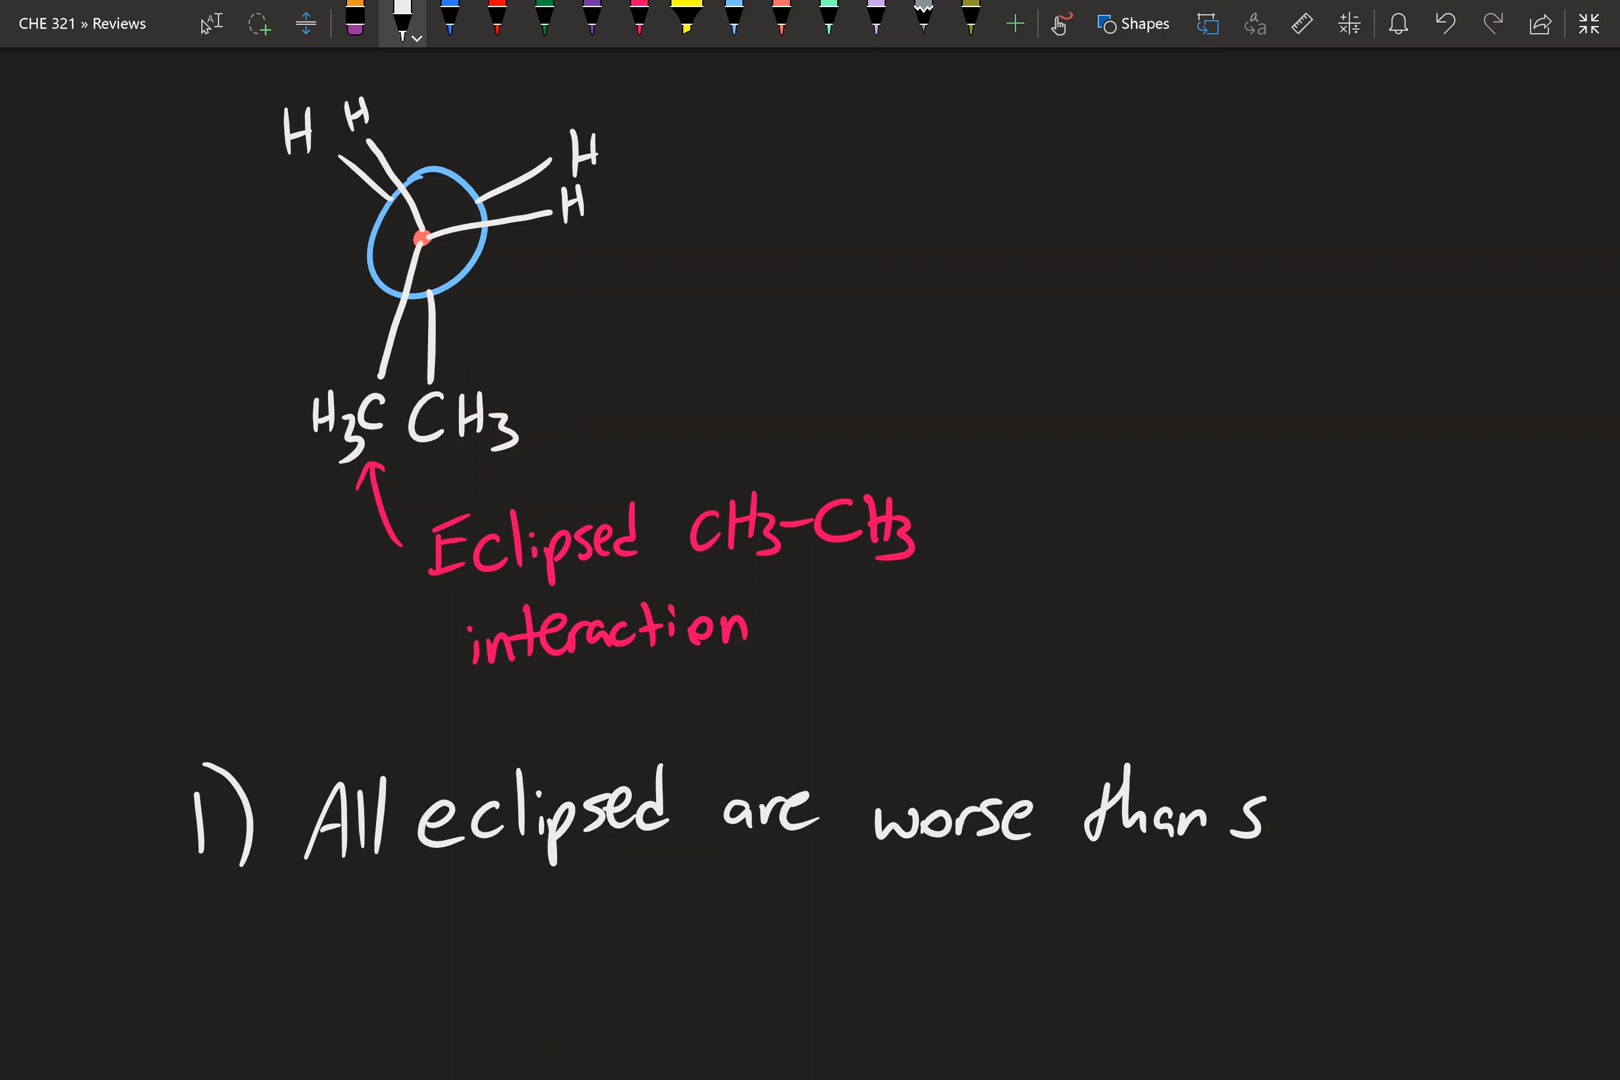 CHE 321 » Reviews
Shapes
H H
H
H
H3C CH3
Eclipsed CH3-CH3
interaction
1) All eclipsed are worse than s